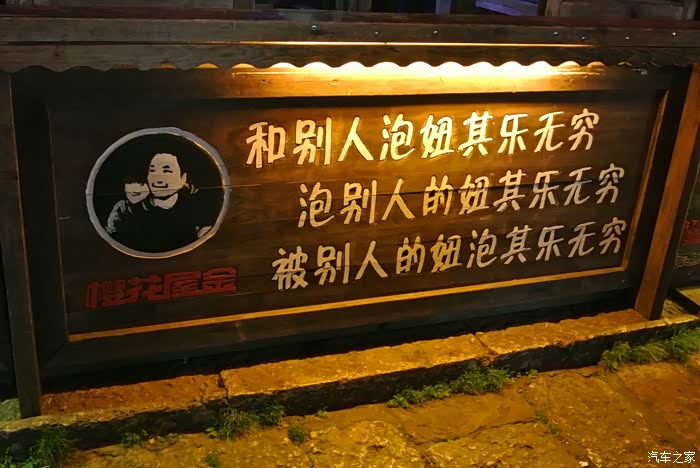 和别人泡妞其乐无穷
泡别人的妞其乐无穷
被别人的妞泡其乐无穷
樱花屋金
汽车之家